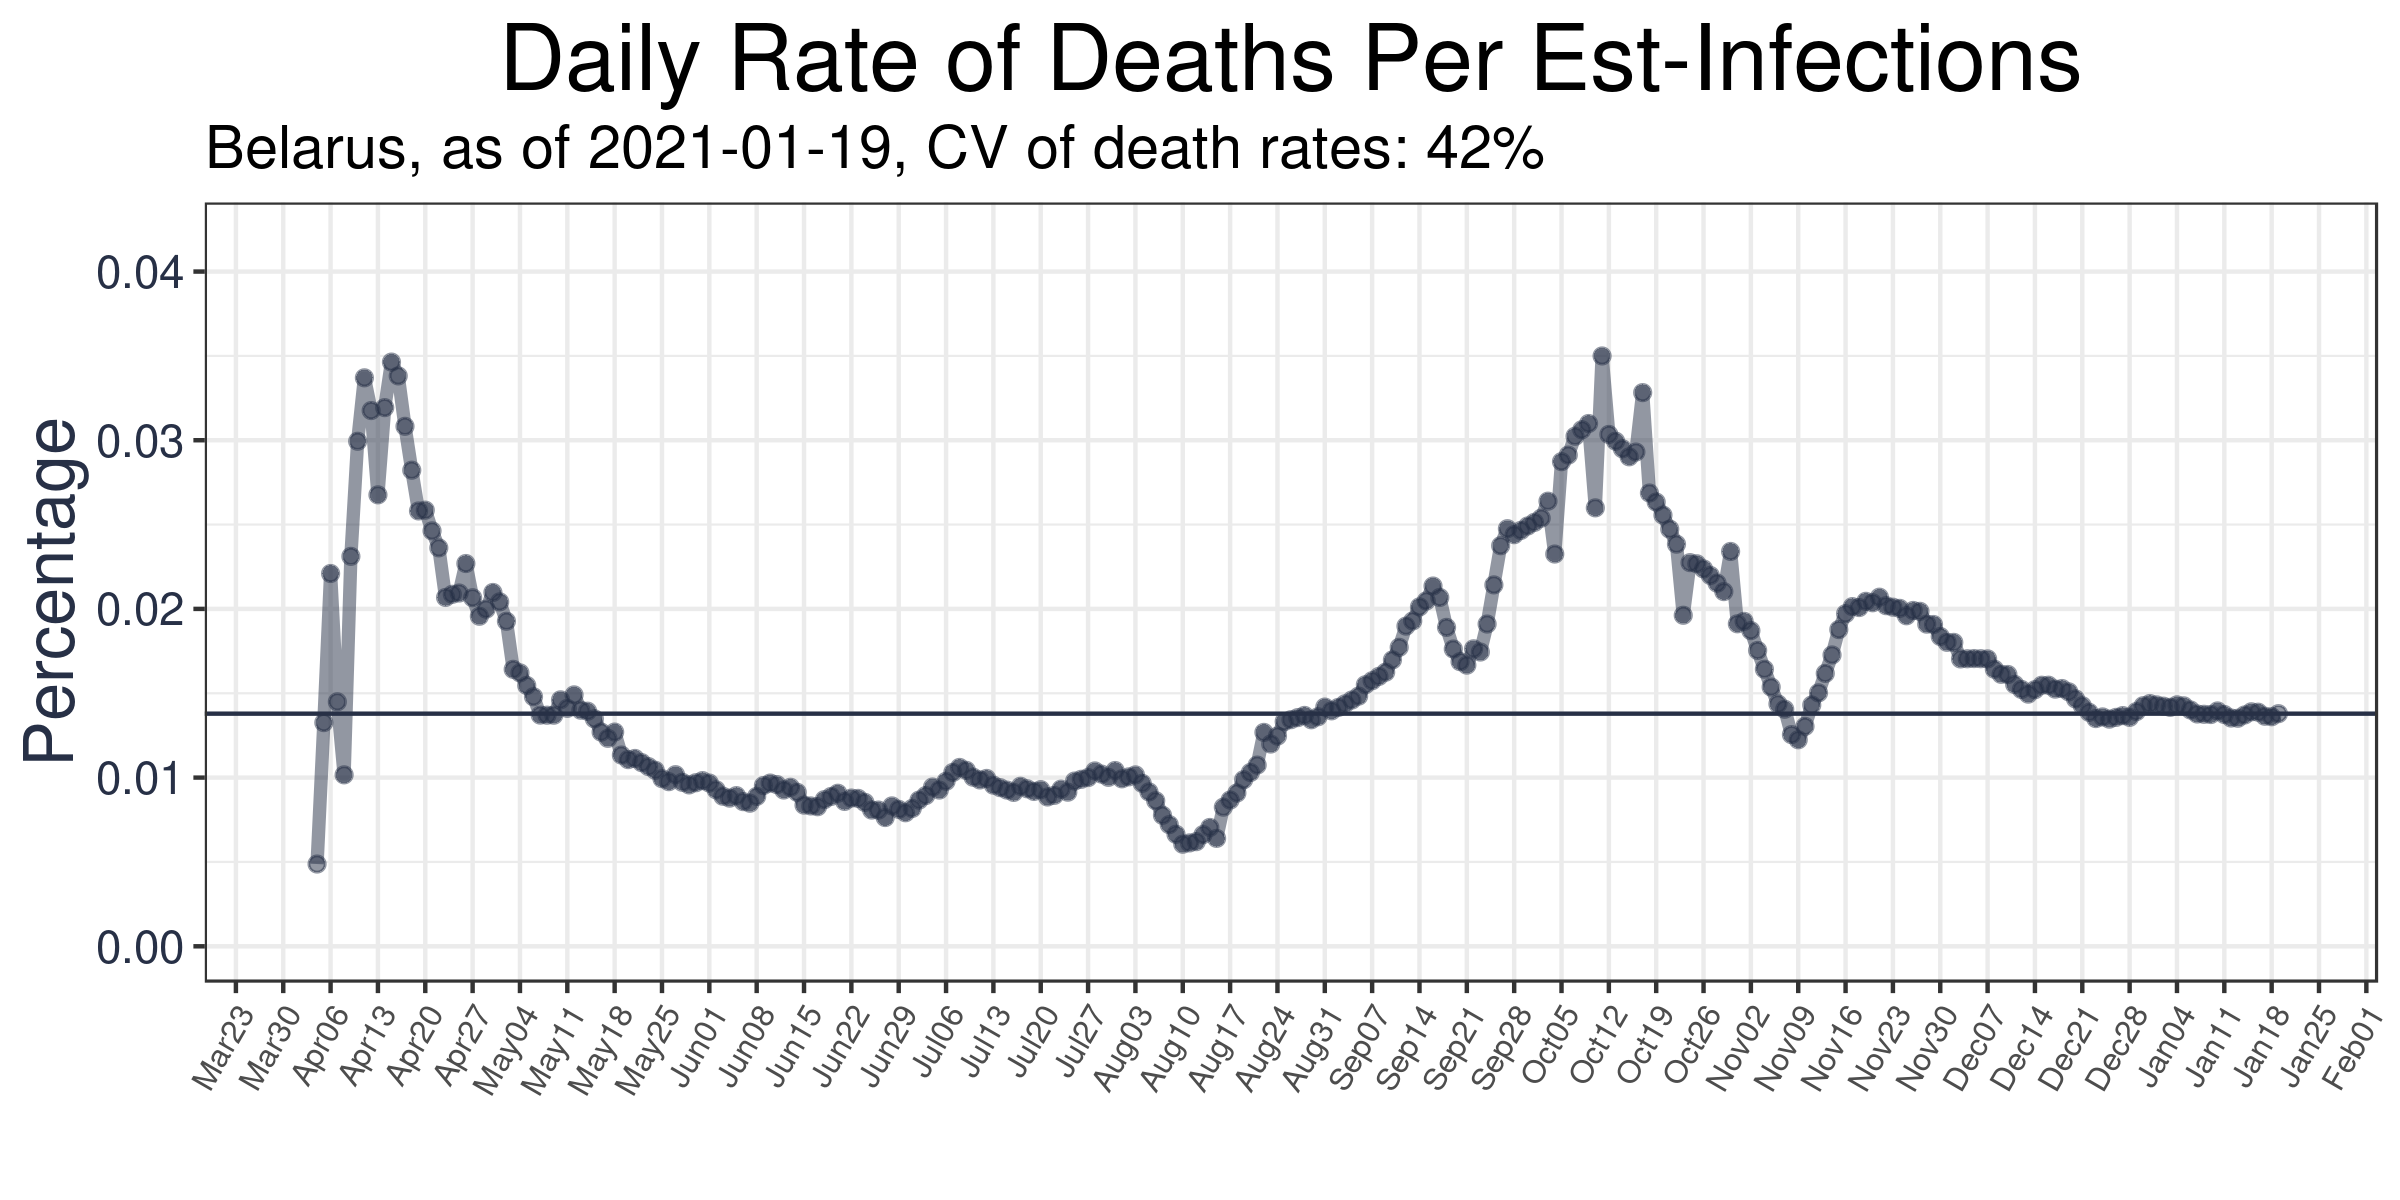 Daily Rate of Deaths Per Est-Infections
Belarus, as of 2021-01-19, CV of death rates: 42%
Percentage
0.04
0.03
0.02
0.01
0.00
Mar23
Mar30
Apr06
Apr13
Apr20
Apr27
May04
May11
May18
May25
Jun01
Jun08
Jun15
Jun22
Jun29
Jul06
Jul13
Jul20
Jul27
Aug03
Aug10
Aug17
Aug24
Aug31
Sep07
Sep14
Sep21
Sep28
Oct05
Oct12
Oct19
Oct26
Nov02
Nov09
Nov16
Nov23
Nov30
Dec07
Dec14
Dec21
Dec28
Jan04
Jan11
Jan18
Jan25
Feb01